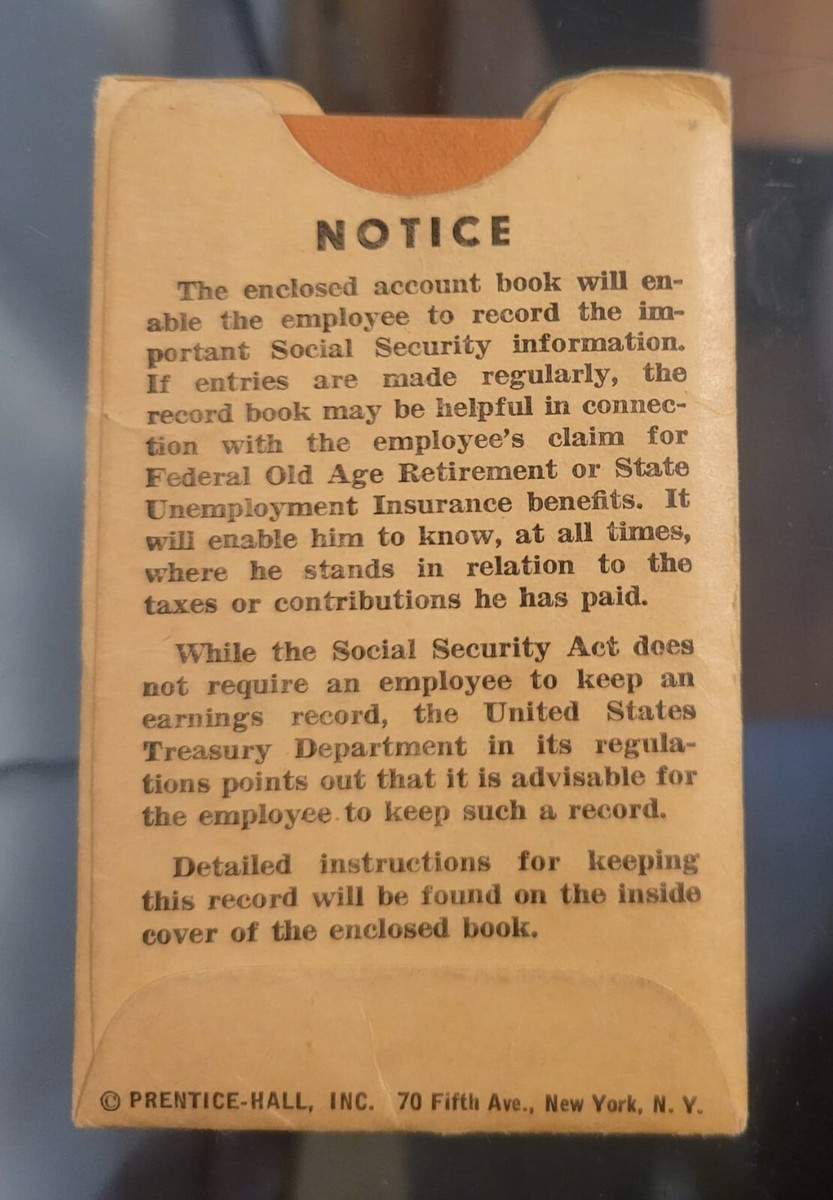 NOTICE
The enclosed account book will en-
able the employee to record the im-
portant Social Security information.
If entries are made regularly, the
record book may be helpful in connec-
tion with the employee's claim for
Federal Old Age Retirement or State
Unemployment Insurance benefits. It
will enable him to know, at all times,
where he stands in relation to the
taxes or contributions he has paid.
While the Social Security Act does
not require an employee to keep an
earnings record, the United States
Treasury Department in its regula-
tions points out that it is advisable for
the employee to keep such a record.
Detailed instructions for keeping
this record will be found on the inside
cover of the enclosed book.
© PRENTICE-HALL, INC. 70 Fifth Ave., New York, N. Y.